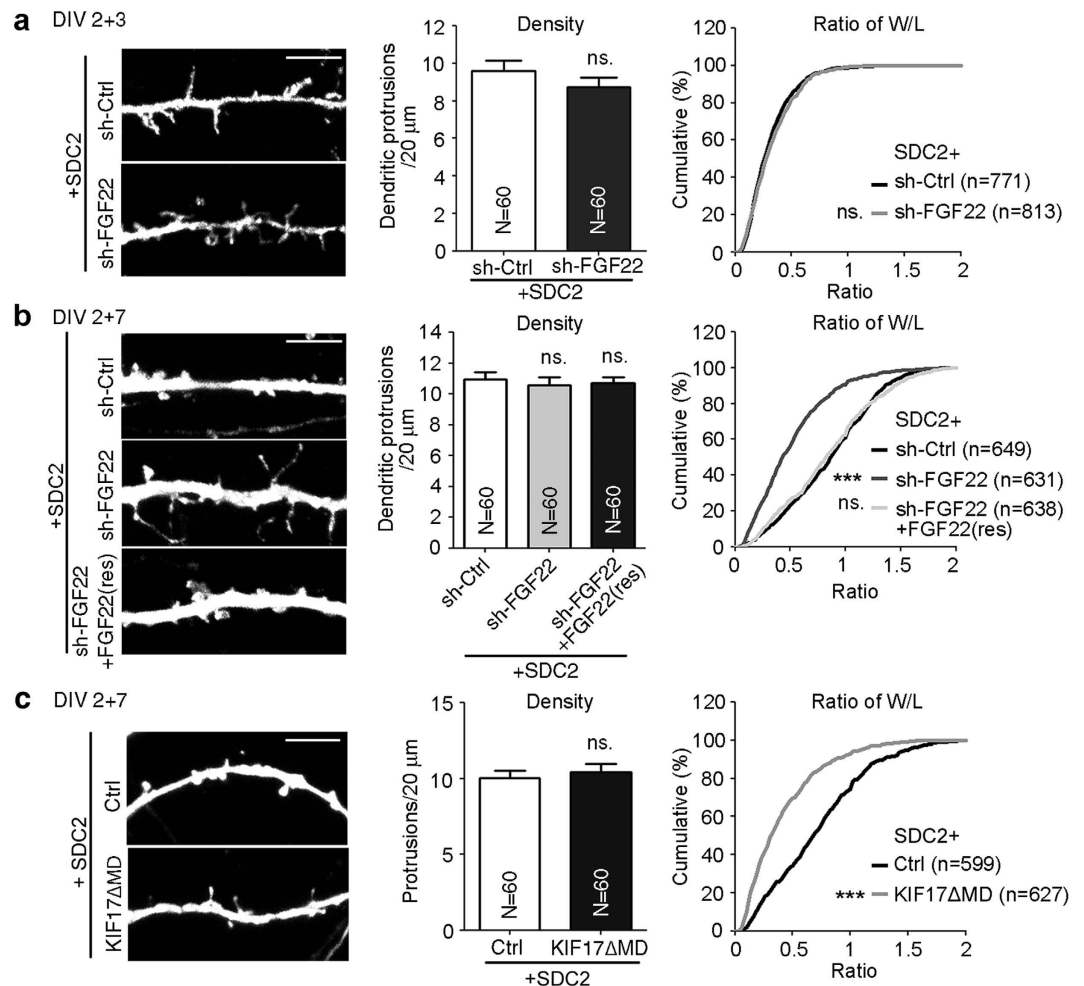 a DIV 2+3
+SDC2
sh-Ctrl
sh-FGF22
Density
Dendritic protrusions
/20 μm
12
10
8
6
4
2
0
ns.
N=60
N=60
sh-Ctrl sh-FGF22
+SDC2
Ratio of W/L
Cumulative (%)
120
100
80
60
40
20
0
SDC2+
sh-Ctrl (n=771)
ns. sh-FGF22 (n=813)
0 0.5 1 1.5 2
Ratio
b DIV 2+7
+SDC2
sh-Ctrl
sh-FGF22
sh-FGF22
+FGF22(res)
Density
Dendritic protrusions
/20 μm
14
12
10
8
6
4
2
0
ns. ns.
N=60
N=60
N=60
sh-Ctrl
sh-FGF22
sh-FGF22
+FGF22(res)
+SDC2
Ratio of W/L
Cumulative (%)
120
100
80
60
40
20
0
SDC2+
sh-Ctrl (n=649)
*** sh-FGF22 (n=631)
ns. sh-FGF22 (n=638)
+FGF22(res)
0 0.5 1 1.5 2
Ratio
c DIV 2+7
+ SDC2
Ctrl
KIF17ΔMD
Density
Protrusions/20 μm
15
10
5
0
ns.
N=60
N=60
Ctrl KIF17ΔMD
+SDC2
Ratio of W/L
Cumulative (%)
120
100
80
60
40
20
0
SDC2+
Ctrl (n=599)
*** KIF17ΔMD (n=627)
0 0.5 1 1.5 2
Ratio